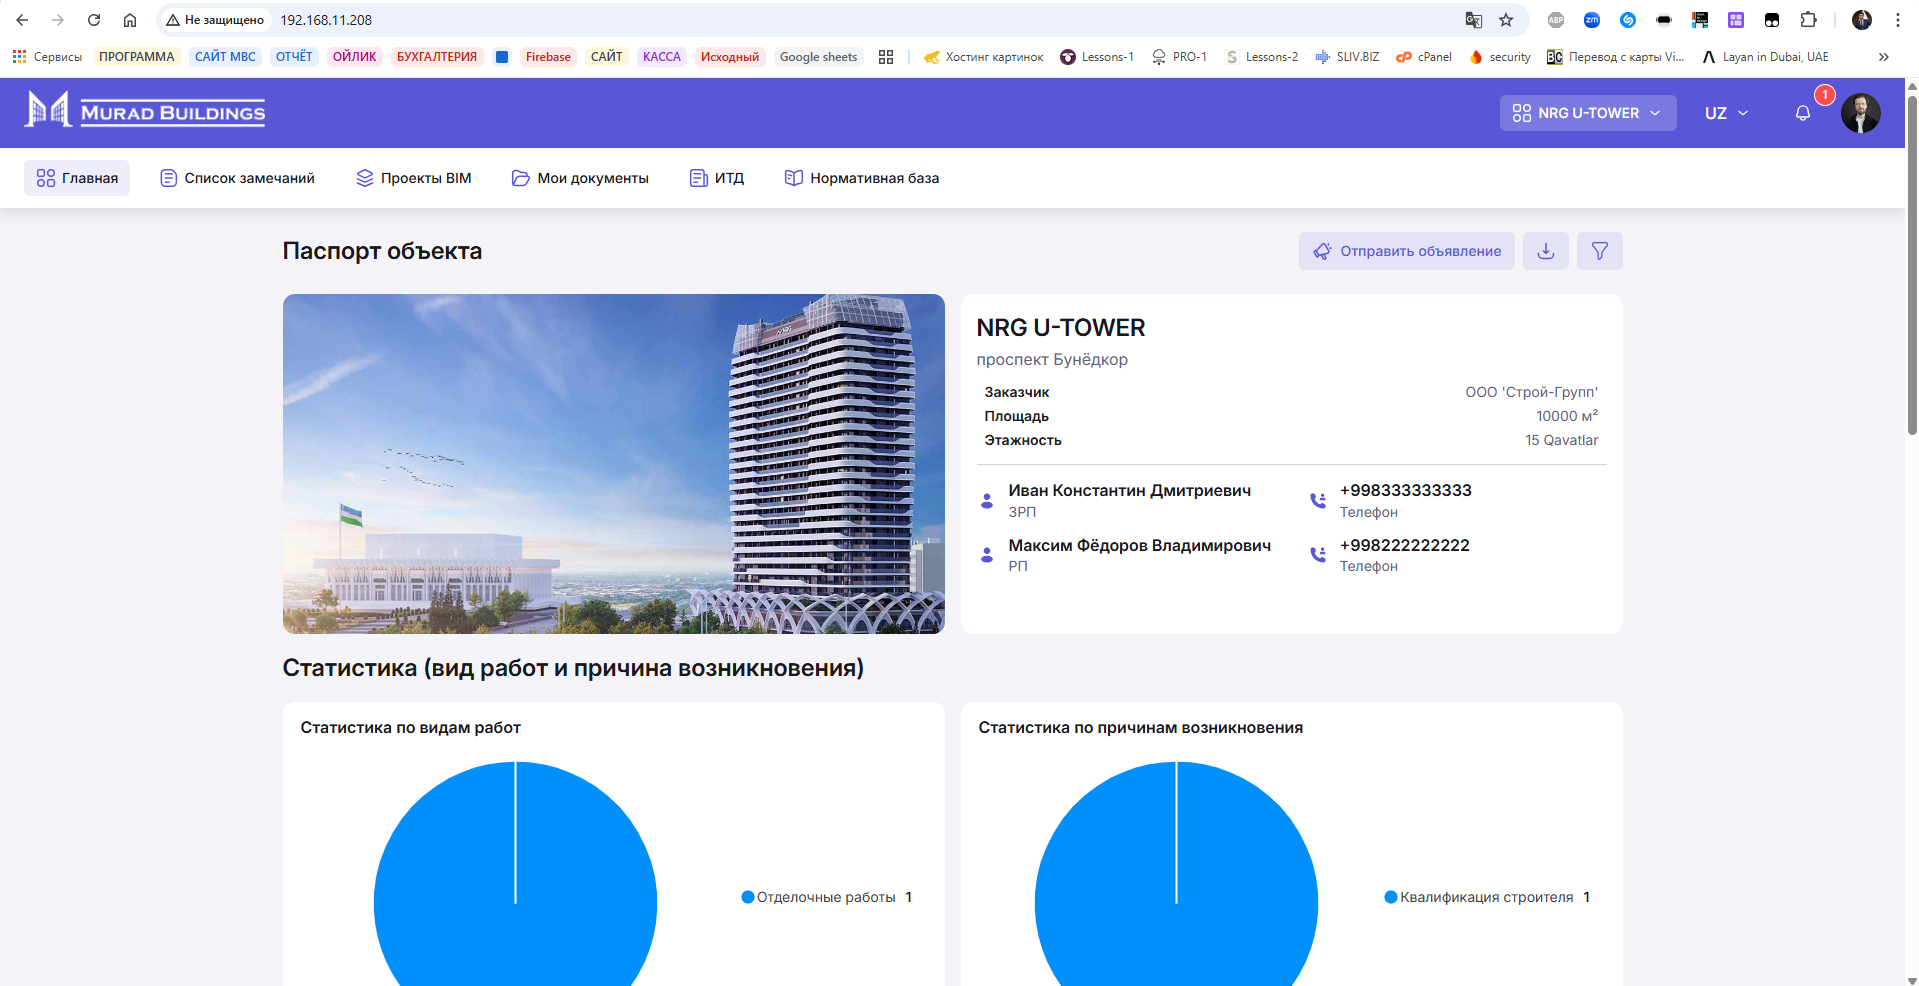 Не защищено
192.168.11.208
ABP
zm
Сервисы
ПРОГРАММА
САЙТ МВС
ОТЧЁТ
ОЙЛИК
БУХГАЛТЕРИЯ
Firebase
САЙТ
КАССА
Исходный
Google sheets
Хостинг картинок
Lessons-1
PRO-1
Lessons-2
SLIV.BIZ
cPanel
security
Перевод с карты Vi...
Layan in Dubai, UAE
MURAD BUILDINGS
NRG U-TOWER
UZ
1
Главная
Список замечаний
Проекты BIM
Мои документы
ИТД
Нормативная база
Паспорт объекта
Отправить объявление
NRG U-TOWER
проспект Бунёдкор
Заказчик
ООО 'Строй-Групп'
Площадь
10000 м²
Этажность
15 Qavatlar
Иван Константин Дмитриевич
ЗРП
+998333333333
Телефон
Максим Фёдоров Владимирович
РП
+998222222222
Телефон
Статистика (вид работ и причина возникновения)
Статистика по видам работ
Отделочные работы 1
Статистика по причинам возникновения
Квалификация строителя 1